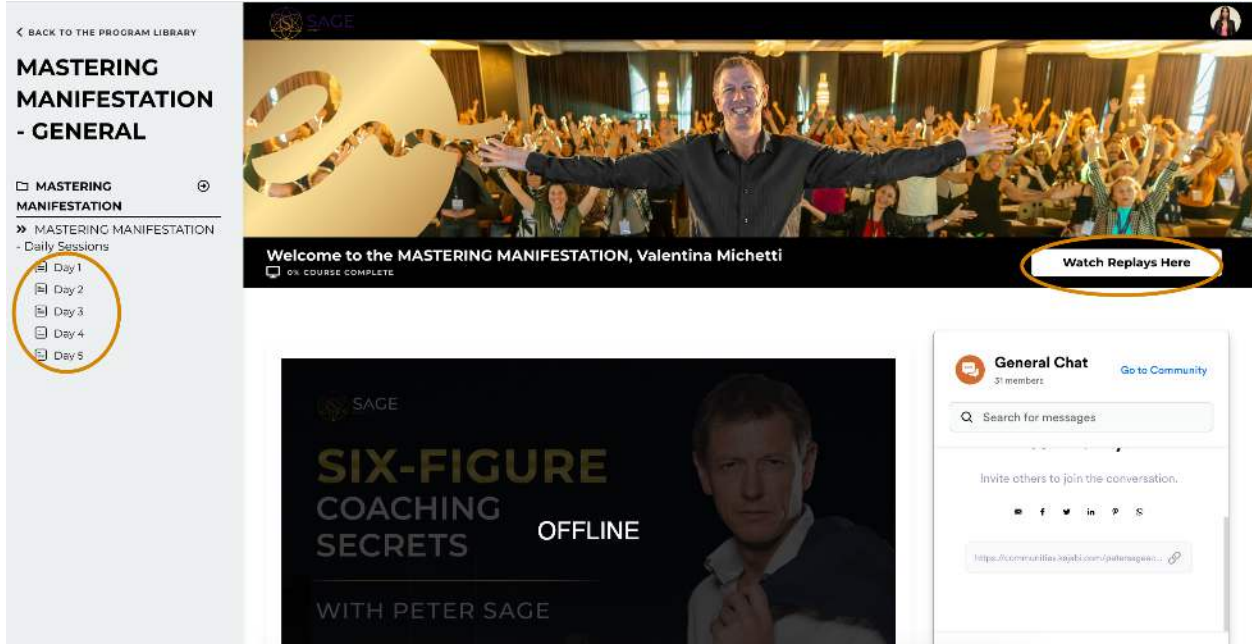 BACK TO THE PROGRAM LIBRARY
MASTERING
MANIFESTATION
- GENERAL
MASTERING
MANIFESTATION
» MASTERING MANIFESTATION
- Daily Sessions
Day 1
Day 2
Day 3
Day 4
Day 5
SAGE
Welcome to the MASTERING MANIFESTATION, Valentina Michetti
0% COURSE COMPLETE
Watch Replays Here
SAGE
SIX-FIGURE
COACHING
SECRETS
WITH PETER SAGE
OFFLINE
General Chat
31 members
Go to Community
Search for messages
Invite others to join the conversation.